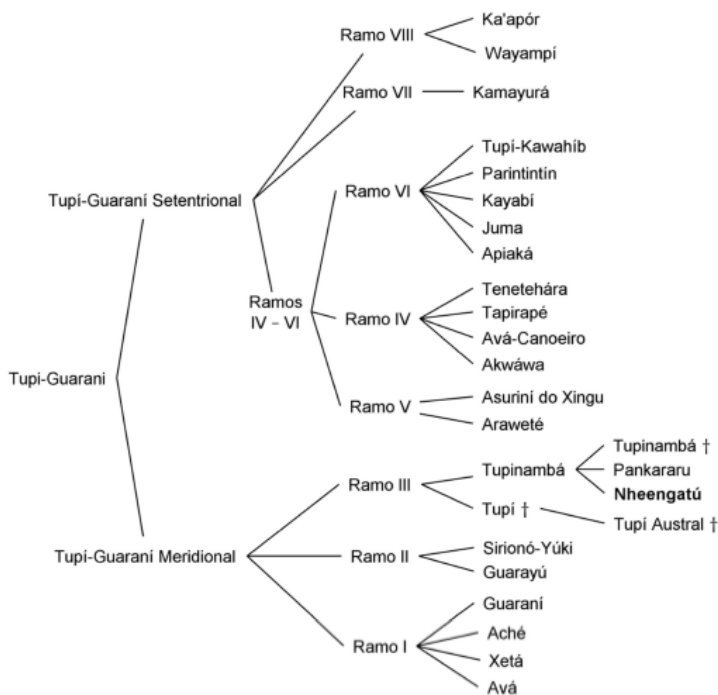 Ka'apór
Ramo VIII
Wayampí
Ramo VII
Kamayurá
Tupí-Kawahíb
Parintintín
Ramo VI
Kayabí
Tupí-Guaraní Setentrional
Juma
Apiaká
Tenetehára
Ramos
IV – VI
Ramo IV
Tapirapé
Avá-Canoeiro
Akwáwa
Tupi-Guarani
Asuriní do Xingu
Ramo V
Araweté
Tupinambá †
Tupinambá
Pankararu
Ramo III
Nheengatú
Tupí †
Tupí Austral †
Sirionó-Yúki
Tupí-Guaraní Meridional
Ramo II
Guarayú
Guaraní
Aché
Ramo I
Xetá
Avá